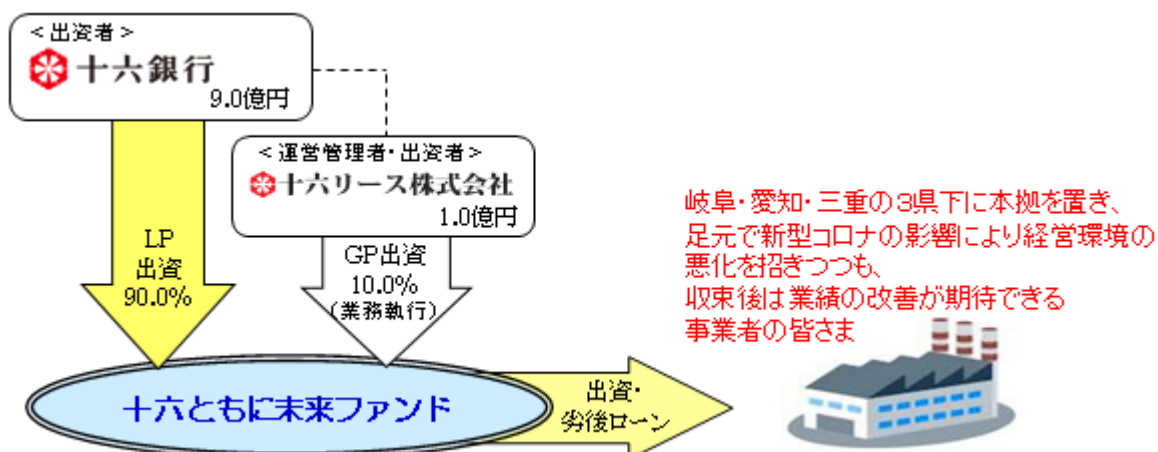 ＜出資者＞
十六銀行
9.0億円
＜運営管理者・出資者＞
十六リース株式会社
1.0億円
LP
出資
90.0%
GP出資
10.0%
(業務執行)
十六ともに未来ファンド
出資・
劣後ローン
岐阜・愛知・三重の3県下に本拠を置き、
足元で新型コロナの影響により経営環境の
悪化を招きつつも、
収束後は業績の改善が期待できる
事業者の皆さま